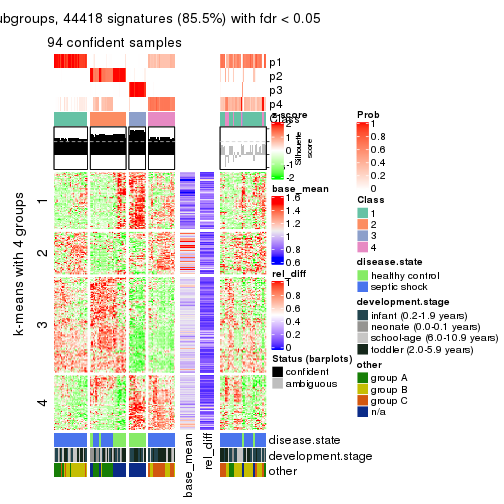 ubgroups, 44418 signatures (85.5%) with fdr < 0.05
94 confident samples
p1
p2
p3
p4
Class
Silhouette
score
1
2
3
4
k-means with 4 groups
base_mean
rel_diff
disease.state
development.stage
other
z-score
2
1
0
-1
-2
base_mean
1.6
1.4
1.2
1
0.8
0.6
rel_diff
1
0.8
0.6
0.4
0.2
0
Status (barplots)
confident
ambiguous
Prob
1
0.8
0.6
0.4
0.2
0
Class
1
2
3
4
disease.state
healthy control
septic shock
development.stage
infant (0.2-1.9 years)
neonate (0.0-0.1 years)
school-age (6.0-10.9 years)
toddler (2.0-5.9 years)
other
group A
group B
group C
n/a